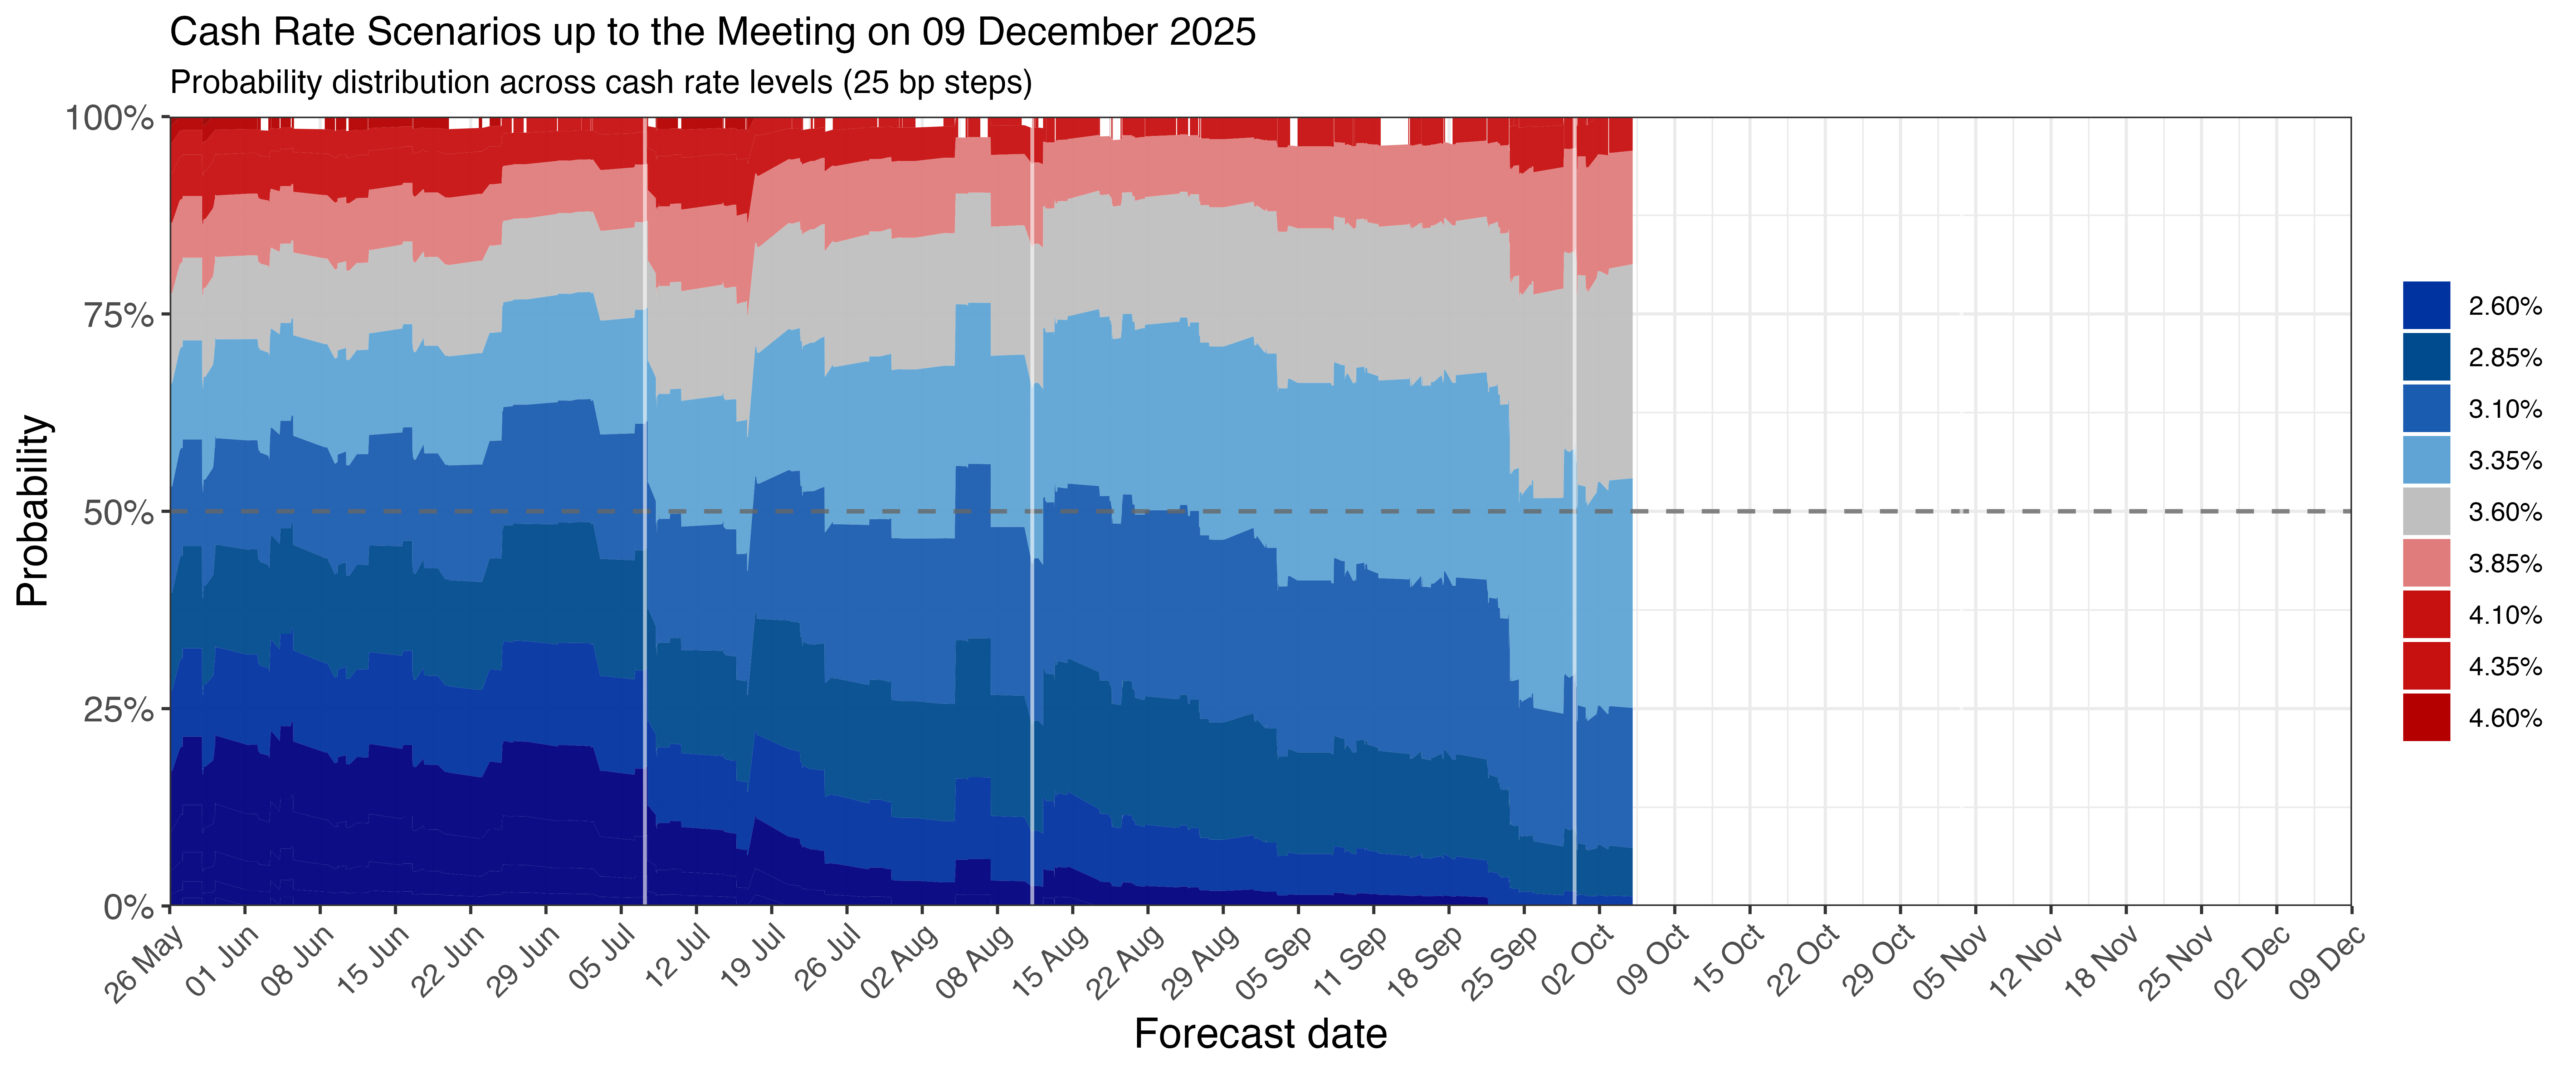 Cash Rate Scenarios up to the Meeting on 09 December 2025
Probability distribution across cash rate levels (25 bp steps)
100%
75%
50%
25%
0%
Probability
26 May
01 Jun
08 Jun
15 Jun
22 Jun
29 Jun
05 Jul
12 Jul
19 Jul
26 Jul
02 Aug
08 Aug
15 Aug
22 Aug
29 Aug
05 Sep
11 Sep
18 Sep
25 Sep
02 Oct
09 Oct
15 Oct
22 Oct
29 Oct
05 Nov
12 Nov
18 Nov
25 Nov
02 Dec
09 Dec
Forecast date
2.60%
2.85%
3.10%
3.35%
3.60%
3.85%
4.10%
4.35%
4.60%